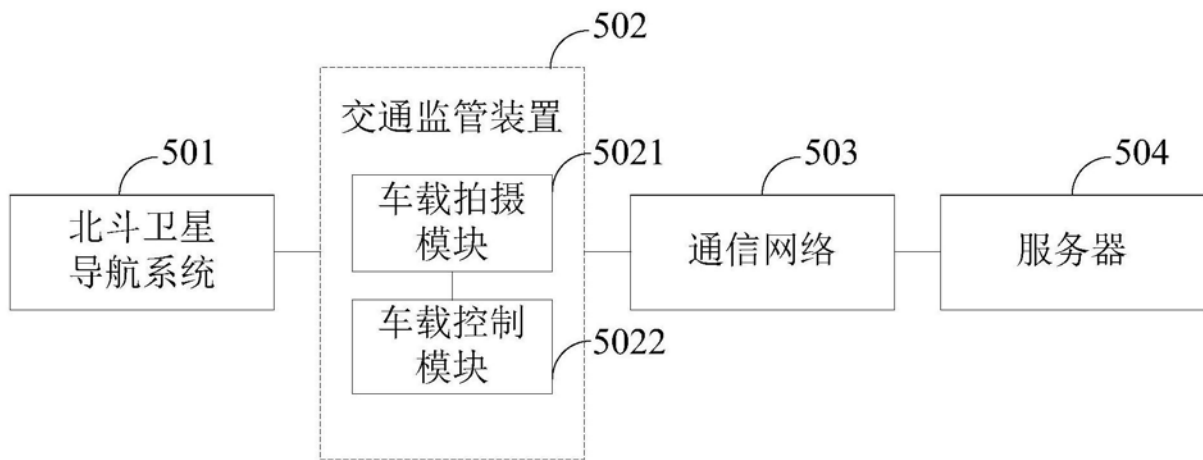 502
交通监管装置
501
北斗卫星
导航系统
5021
车载拍摄
模块
车载控制
模块
5022
503
通信网络
504
服务器